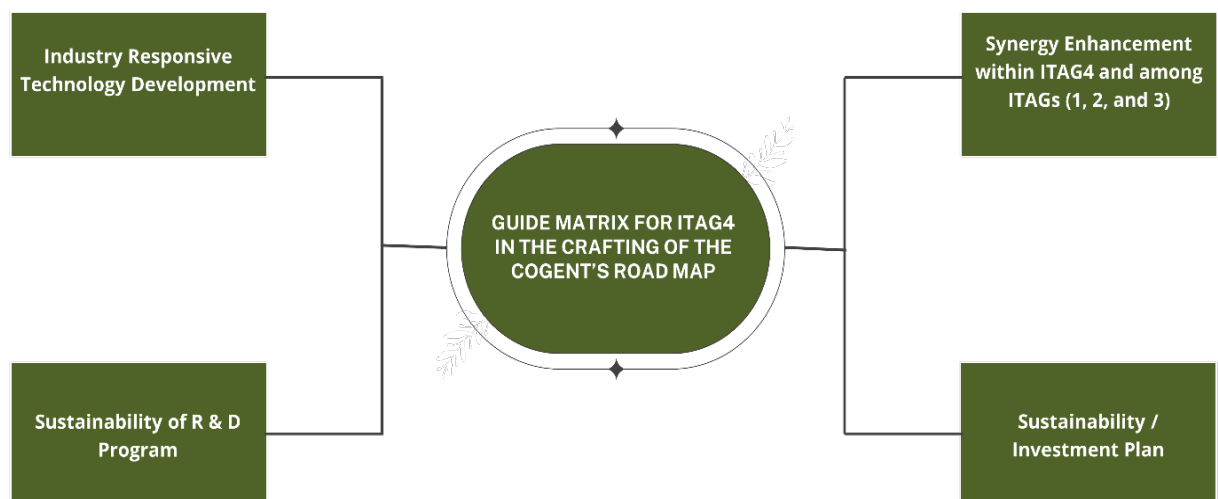 Industry Responsive
Technology Development
Synergy Enhancement
within ITAG4 and among
ITAGs (1, 2, and 3)
GUIDE MATRIX FOR ITAG4
IN THE CRAFTING OF THE
COGENT’S ROAD MAP
Sustainability of R & D
Program
Sustainability /
Investment Plan